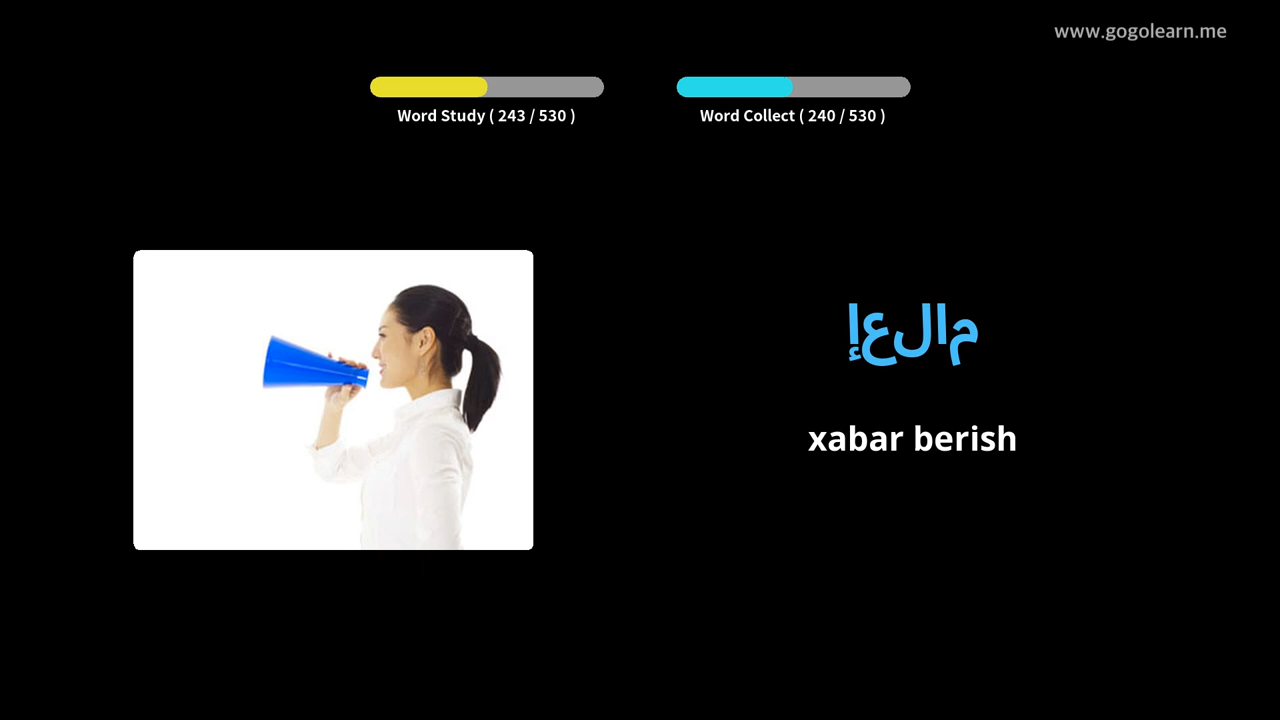 www.gogolearn.me
Word Study ( 243 / 530 )
Word Collect ( 240 / 530 )
إعلام
xabar berish